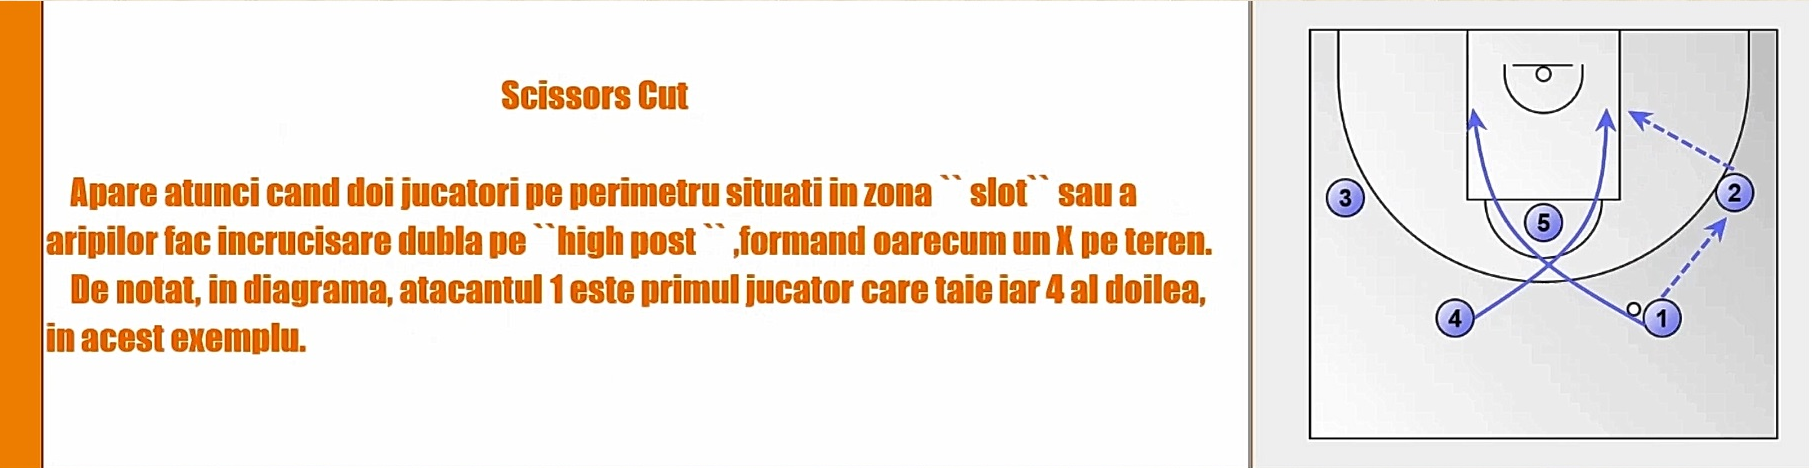 Scissors Cut
Apare atunci cand doi jucatori pe perimetru situati in zona `` slot`` sau a
aripilor fac incrucisare dubla pe ``high post `` ,formand oarecum un X pe teren.
De notat, in diagrama, atacantul 1 este primul jucator care taie iar 4 al doilea,
in acest exemplu.
3
2
5
4
1